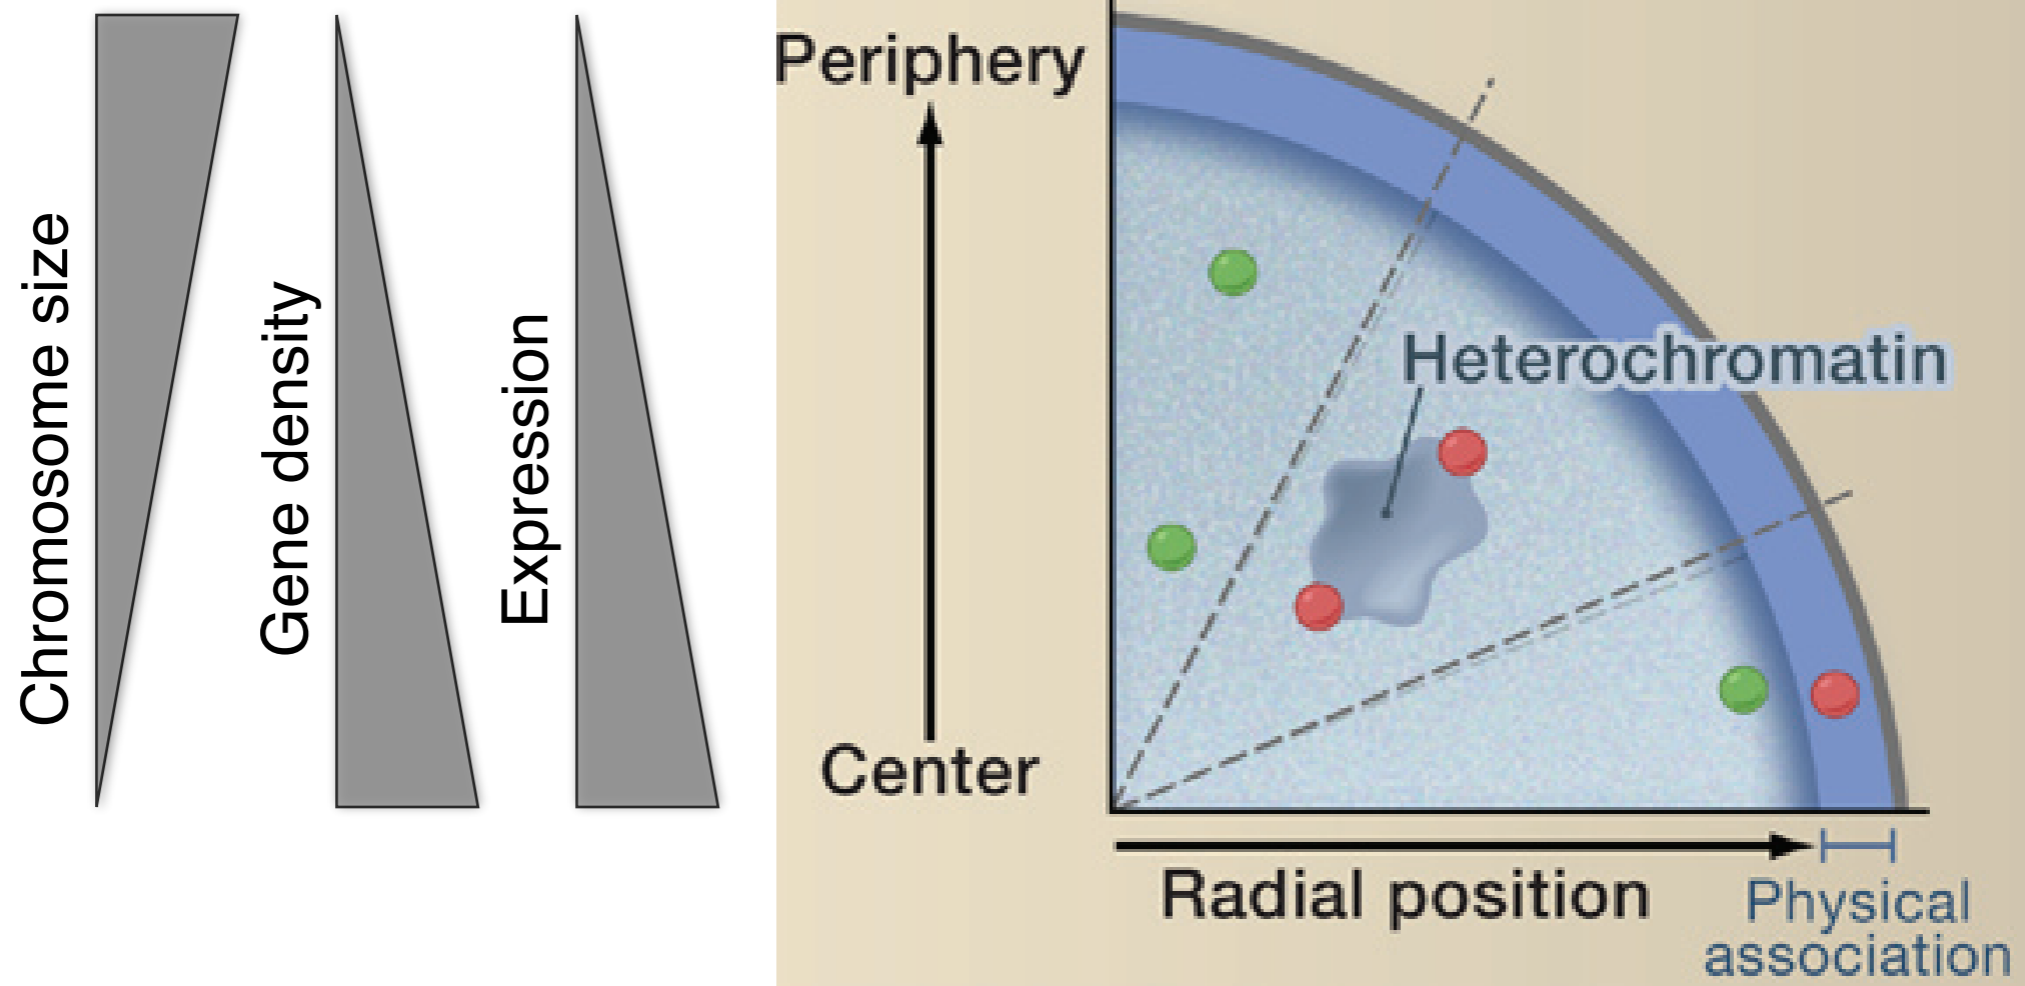 Chromosome size
Gene density
Expression
Periphery
Center
Heterochromatin
Radial position
Physical
association